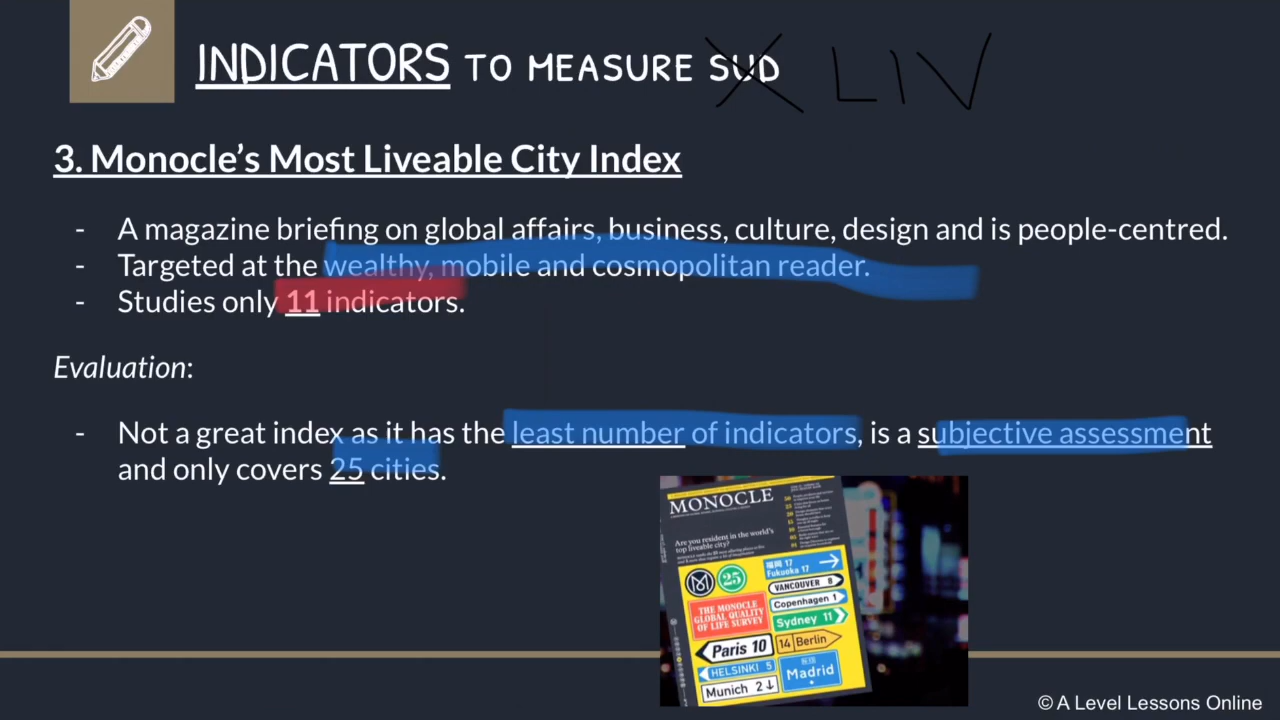 INDICATORS TO MEASURE SUD LIV
3. Monocle's Most Liveable City Index
- A magazine briefing on global affairs, business, culture, design and is people-centred.
- Targeted at the wealthy, mobile and cosmopolitan reader.
- Studies only 11 indicators.
Evaluation:
- Not a great index as it has the least number of indicators, is a subjective assessment
and only covers 25 cities.
MONOCLE
Are you resident in the world's
top liveable city?
25
THE MONOCLE
GLOBAL QUALITY
OF LIFE SURVEY
福岡 17
Fukuoka 17
VANCOUVER 8
Copenhagen 1
Sydney 11
Paris 10
14 Berlin
HELSINKI 5
Munich 2
Madrid
© A Level Lessons Online